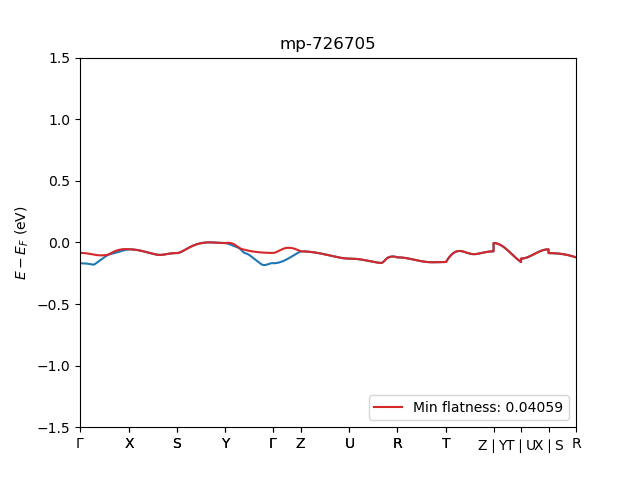 mp-726705
1.5
1.0
0.5
0.0
−0.5
−1.0
−1.5
E − E_F (eV)
Min flatness: 0.04059
Γ X S Y Γ Z U R T Z | YT | UX | S R